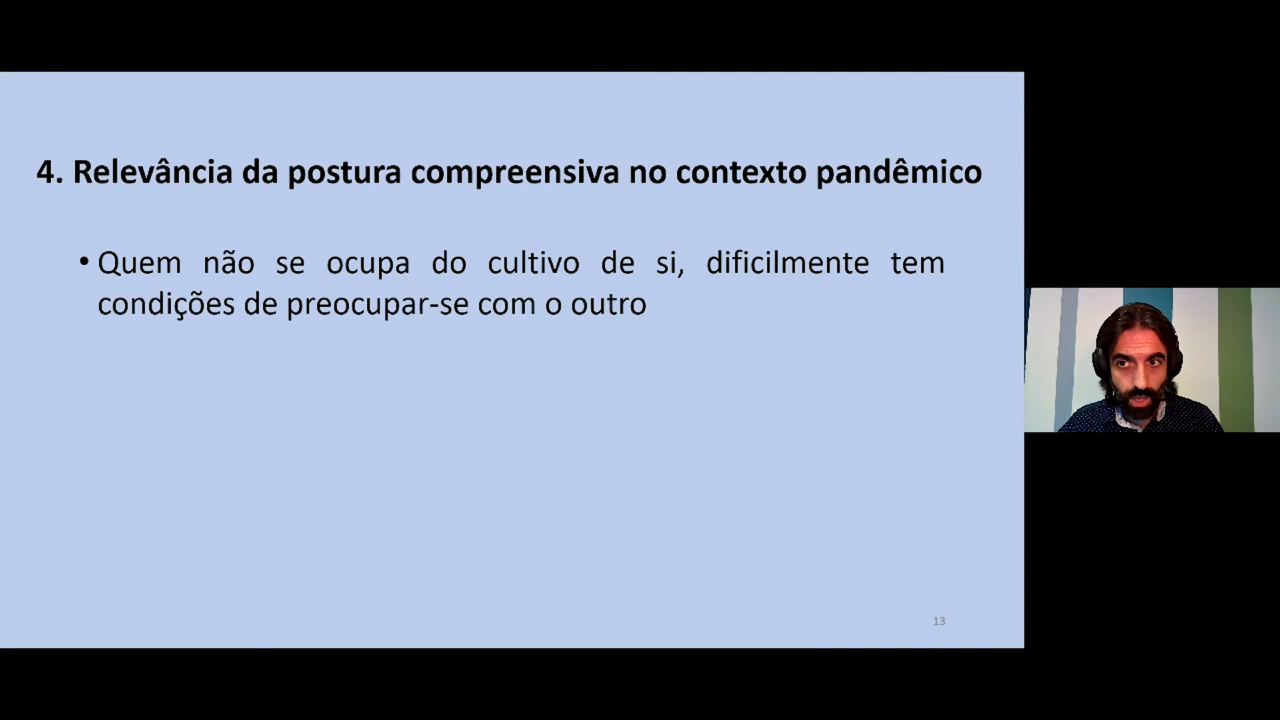 4. Relevância da postura compreensiva no contexto pandêmico
• Quem não se ocupa do cultivo de si, dificilmente tem
condições de preocupar-se com o outro
13